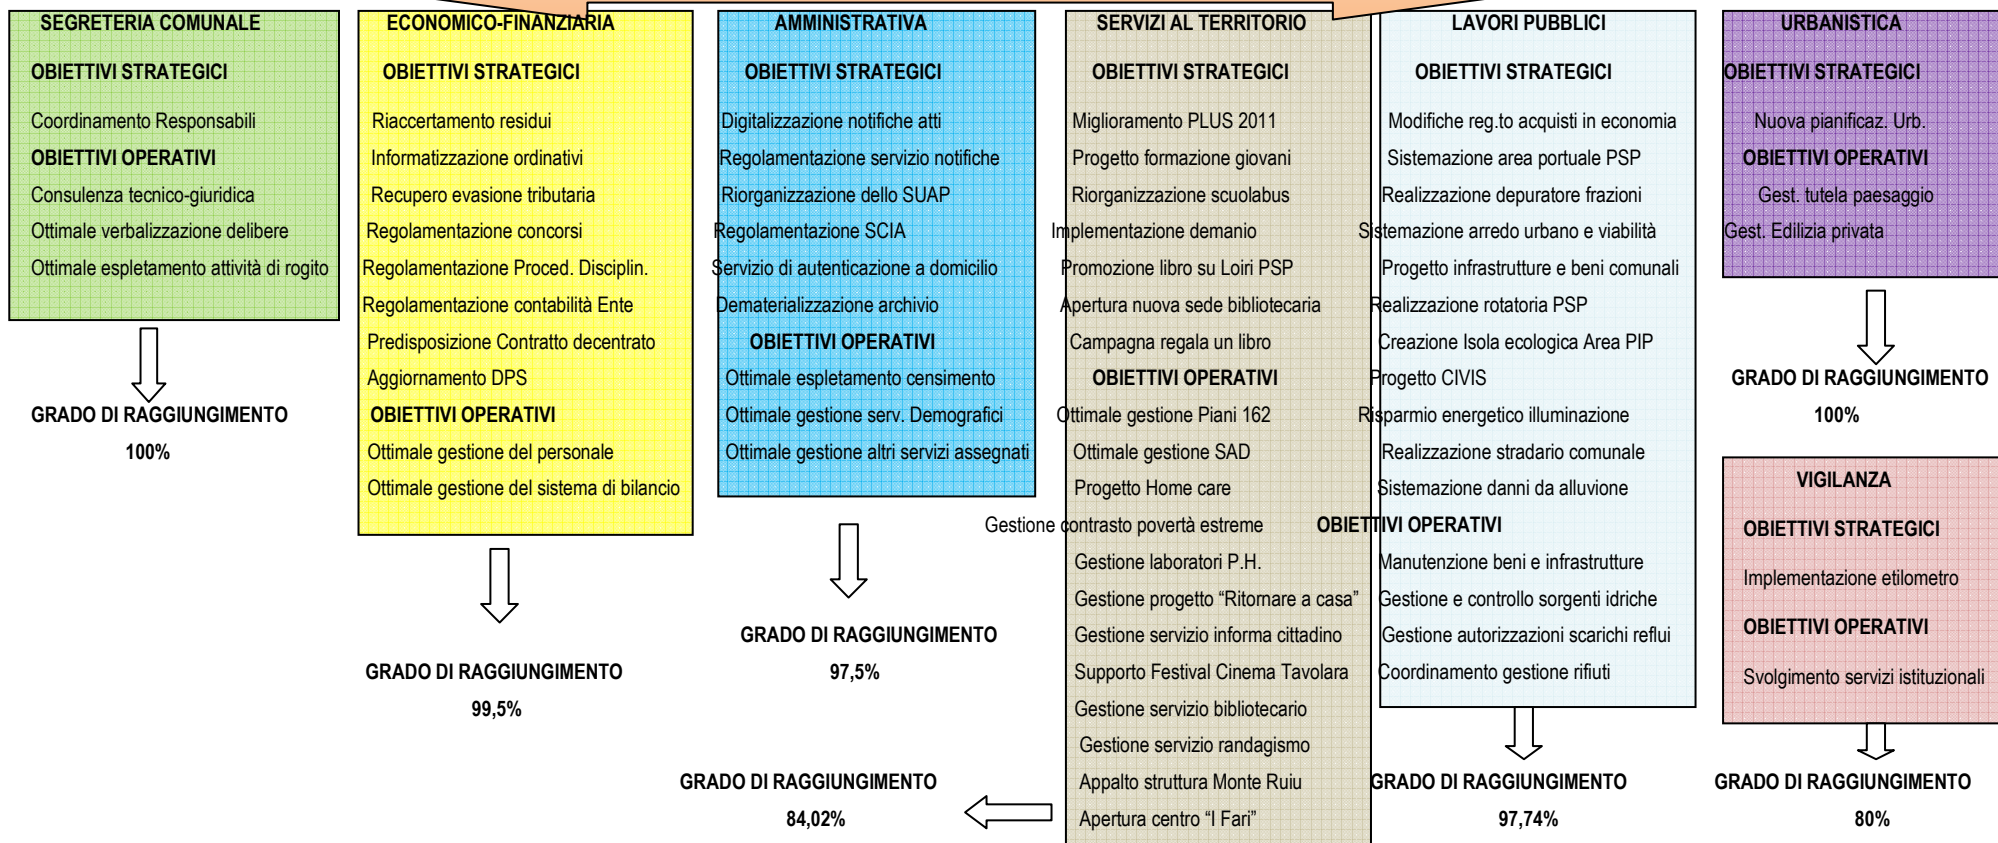 SEGRETERIA COMUNALE
OBIETTIVI STRATEGICI
Coordinamento Responsabili
OBIETTIVI OPERATIVI
Consulenza tecnico-giuridica
Ottimale verbalizzazione delibere
Ottimale espletamento attività di rogito
GRADO DI RAGGIUNGIMENTO
100%
ECONOMICO-FINANZIARIA
OBIETTIVI STRATEGICI
Riaccertamento residui
Informatizzazione ordinativi
Recupero evasione tributaria
Regolamentazione concorsi
Regolamentazione Proced. Disciplin.
Regolamentazione contabilità Ente
Predisposizione Contratto decentrato
Aggiornamento DPS
OBIETTIVI OPERATIVI
Ottimale gestione del personale
Ottimale gestione del sistema di bilancio
GRADO DI RAGGIUNGIMENTO
99,5%
AMMINISTRATIVA
OBIETTIVI STRATEGICI
Digitalizzazione notifiche atti
Regolamentazione servizio notifiche
Riorganizzazione dello SUAP
Regolamentazione SCIA
Servizio di autenticazione a domicilio
Dematerializzazione archivio
OBIETTIVI OPERATIVI
Ottimale espletamento censimento
Ottimale gestione serv. Demografici
Ottimale gestione altri servizi assegnati
GRADO DI RAGGIUNGIMENTO
97,5%
SERVIZI AL TERRITORIO
OBIETTIVI STRATEGICI
Miglioramento PLUS 2011
Progetto formazione giovani
Riorganizzazione scuolabus
Implementazione demanio
Promozione libro su Loiri PSP
Apertura nuova sede bibliotecaria
Campagna regala un libro
OBIETTIVI OPERATIVI
Ottimale gestione Piani 162
Ottimale gestione SAD
Progetto Home care
Gestione contrasto povertà estreme
Gestione laboratori P.H.
Gestione progetto “Ritornare a casa”
Gestione servizio informa cittadino
Supporto Festival Cinema Tavolara
Gestione servizio bibliotecario
Gestione servizio randagismo
Appalto struttura Monte Ruiu
Apertura centro “I Fari”
GRADO DI RAGGIUNGIMENTO
84,02%
LAVORI PUBBLICI
OBIETTIVI STRATEGICI
Modifiche reg.to acquisti in economia
Sistemazione area portuale PSP
Realizzazione depuratore frazioni
Sistemazione arredo urbano e viabilità
Progetto infrastrutture e beni comunali
Realizzazione rotatoria PSP
Creazione Isola ecologica Area PIP
Progetto CIVIS
Risparmio energetico illuminazione
Realizzazione stradario comunale
Sistemazione danni da alluvione
OBIETTIVI OPERATIVI
Manutenzione beni e infrastrutture
Gestione e controllo sorgenti idriche
Gestione autorizzazioni scarichi reflui
Coordinamento gestione rifiuti
GRADO DI RAGGIUNGIMENTO
97,74%
URBANISTICA
OBIETTIVI STRATEGICI
Nuova pianificaz. Urb.
OBIETTIVI OPERATIVI
Gest. tutela paesaggio
Gest. Edilizia privata
GRADO DI RAGGIUNGIMENTO
100%
VIGILANZA
OBIETTIVI STRATEGICI
Implementazione etilometro
OBIETTIVI OPERATIVI
Svolgimento servizi istituzionali
GRADO DI RAGGIUNGIMENTO
80%